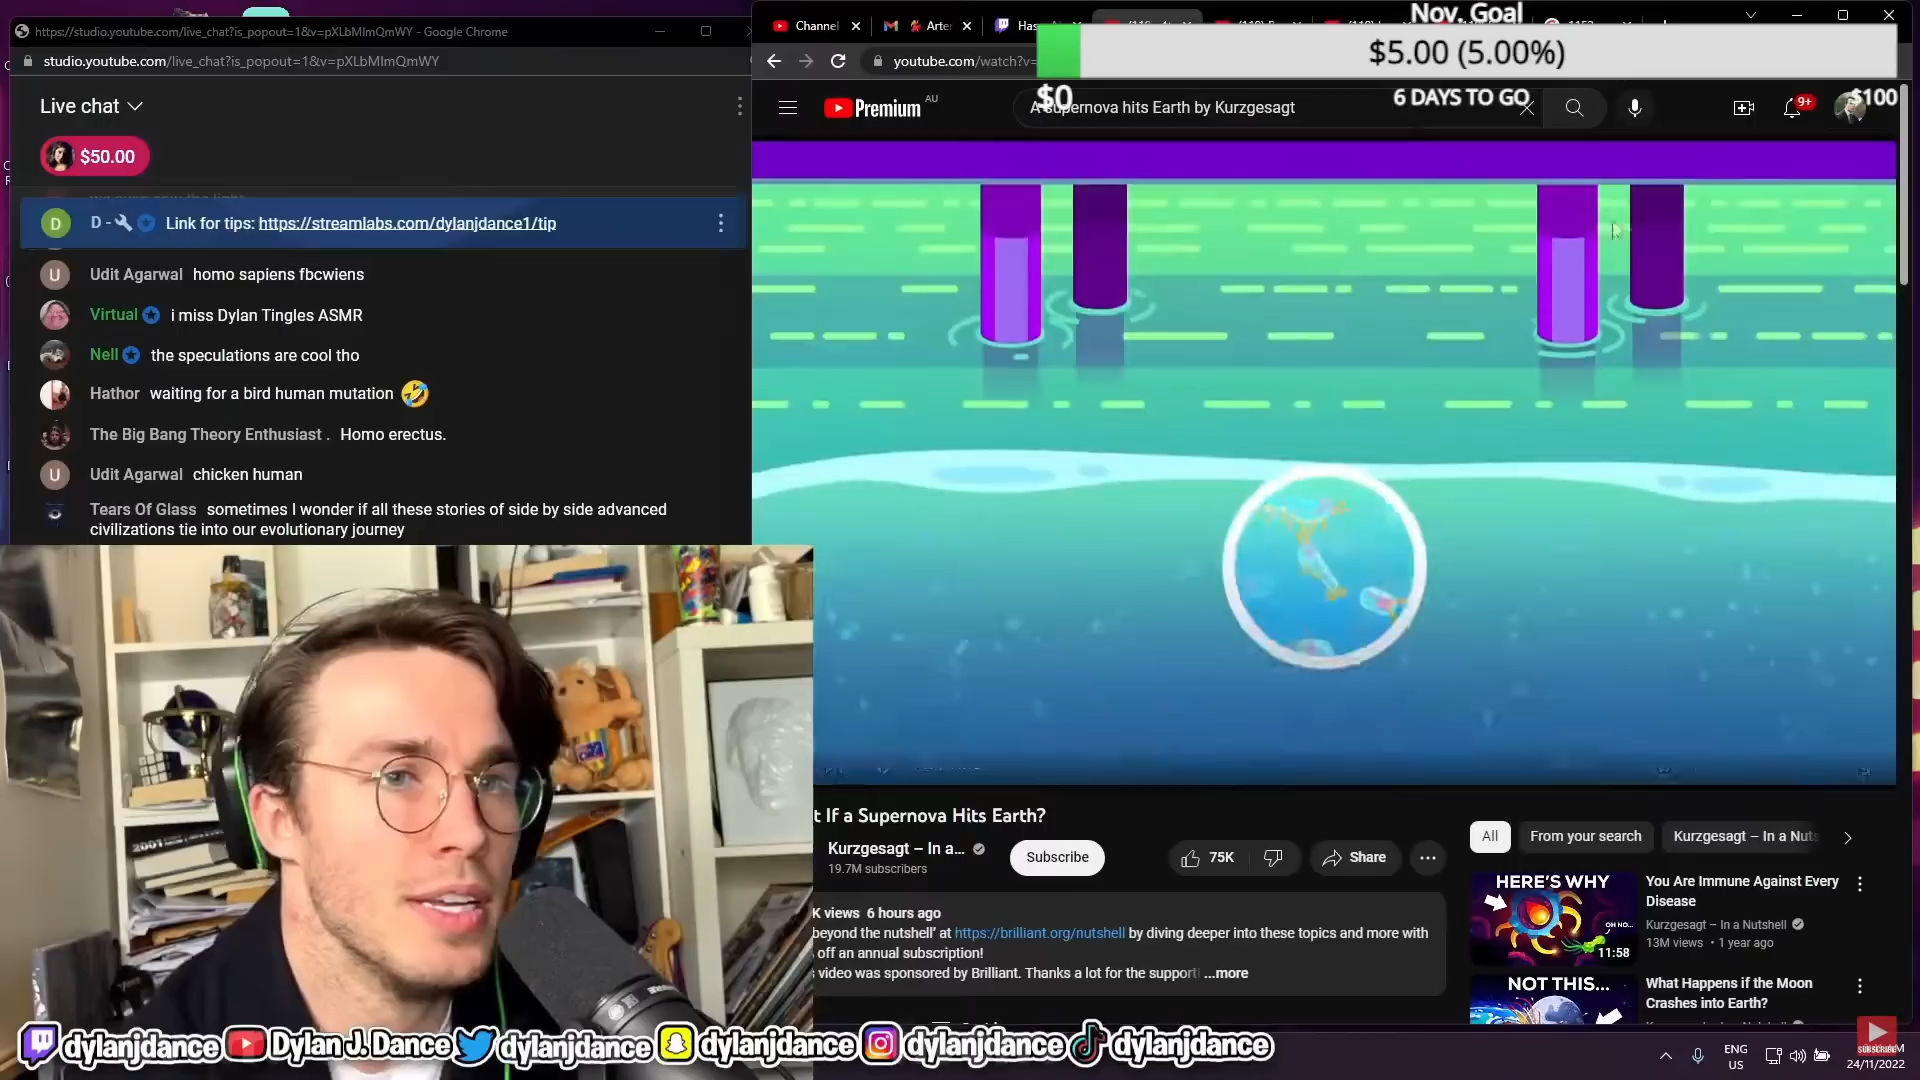 https://studio.youtube.com/live_chat?is_popout=1&v=pXLbMImQmWY - Google Chrome
studio.youtube.com/live_chat?is_popout=1&v=pXLbMImQmWY
Live chat
$50.00
D - Link for tips: https://streamlabs.com/dylanjdance1/tip
Udit Agarwal homo sapiens fbcwiens
Virtual i miss Dylan Tingles ASMR
Nell the speculations are cool tho
Hathor waiting for a bird human mutation
The Big Bang Theory Enthusiast . Homo erectus.
Udit Agarwal chicken human
Tears Of Glass sometimes I wonder if all these stories of side by side advanced
civilizations tie into our evolutionary journey
Channel
Arte
Nov. Goal
youtube.com/watch?v=
$5.00 (5.00%)
$0
6 DAYS TO GO
$100
Premium AU
A supernova hits Earth by Kurzgesagt
9+
t If a Supernova Hits Earth?
Kurzgesagt – In a...
19.7M subscribers
Subscribe
75K
Share
K views 6 hours ago
beyond the nutshell' at https://brilliant.org/nutshell by diving deeper into these topics and more with
off an annual subscription!
video was sponsored by Brilliant. Thanks a lot for the support! ...more
All
From your search
Kurzgesagt – In a Nuts
HERE'S WHY
OH NO...
11:58
You Are Immune Against Every
Disease
Kurzgesagt – In a Nutshell
13M views • 1 year ago
NOT THIS...
What Happens if the Moon
Crashes into Earth?
2001
dylanjdance
Dylan J. Dance
dylanjdance
dylanjdance
dylanjdance
dylanjdance
SUBSCRIBE
ENG
US
24/11/2022